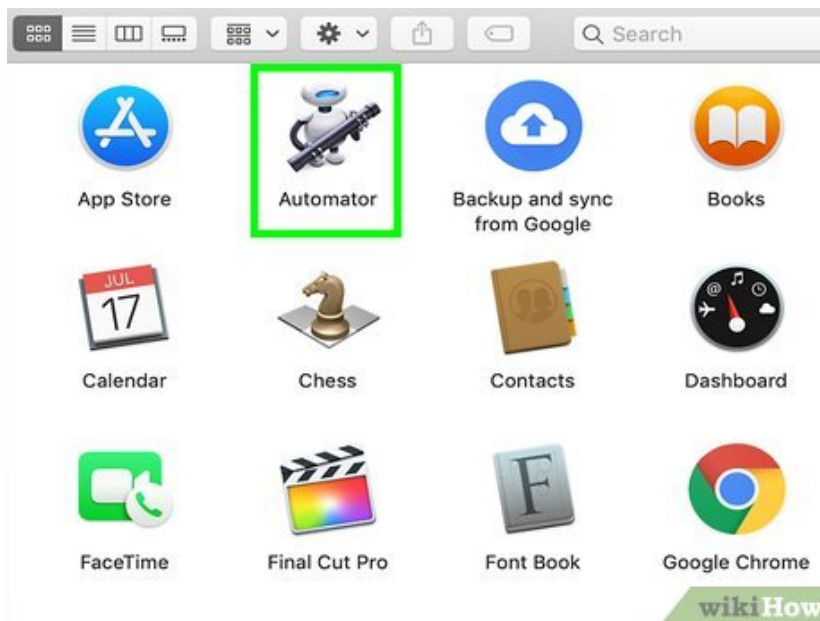 Search
App Store
Automator
Backup and sync
from Google
Books
JUL
17
Calendar
Chess
@
Contacts
Dashboard
F
FaceTime
Final Cut Pro
Font Book
Google Chrome
wikiHow